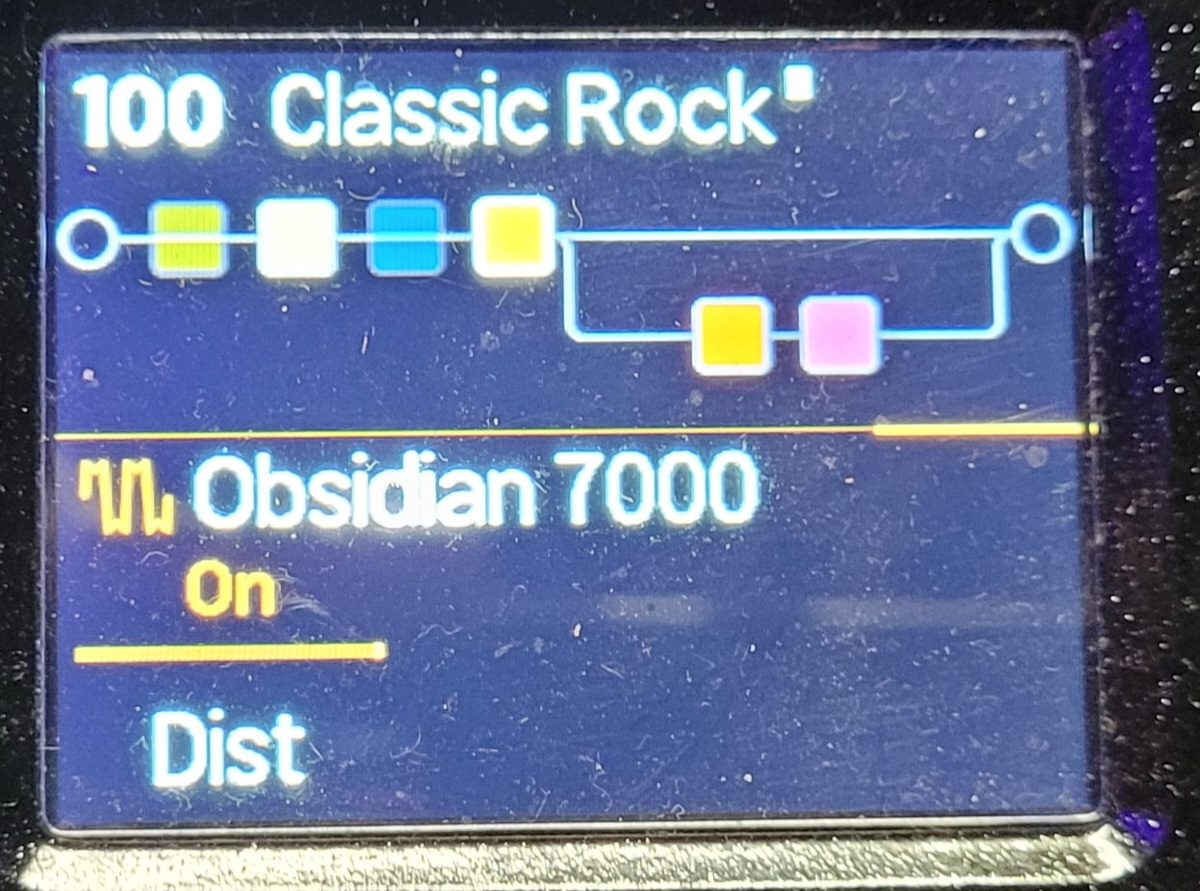 100 Classic Rock
Obsidian 7000
On
Dist